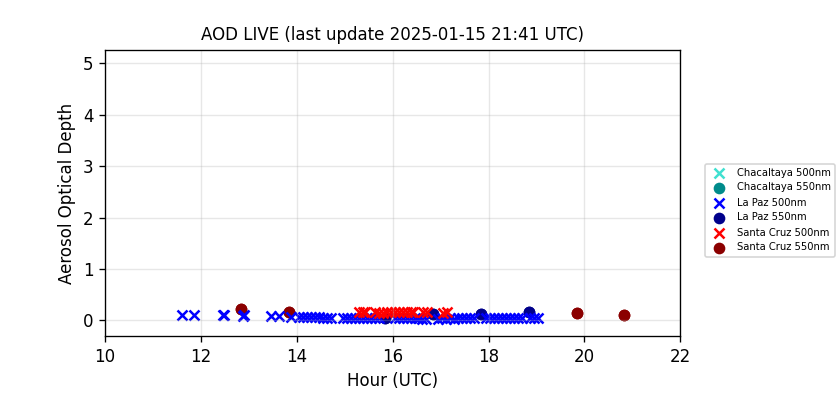 AOD LIVE (last update 2025-01-15 21:41 UTC)
Aerosol Optical Depth
5
4
3
2
1
0
10 12 14 16 18 20 22
Hour (UTC)
Chacaltaya 500nm
Chacaltaya 550nm
La Paz 500nm
La Paz 550nm
Santa Cruz 500nm
Santa Cruz 550nm